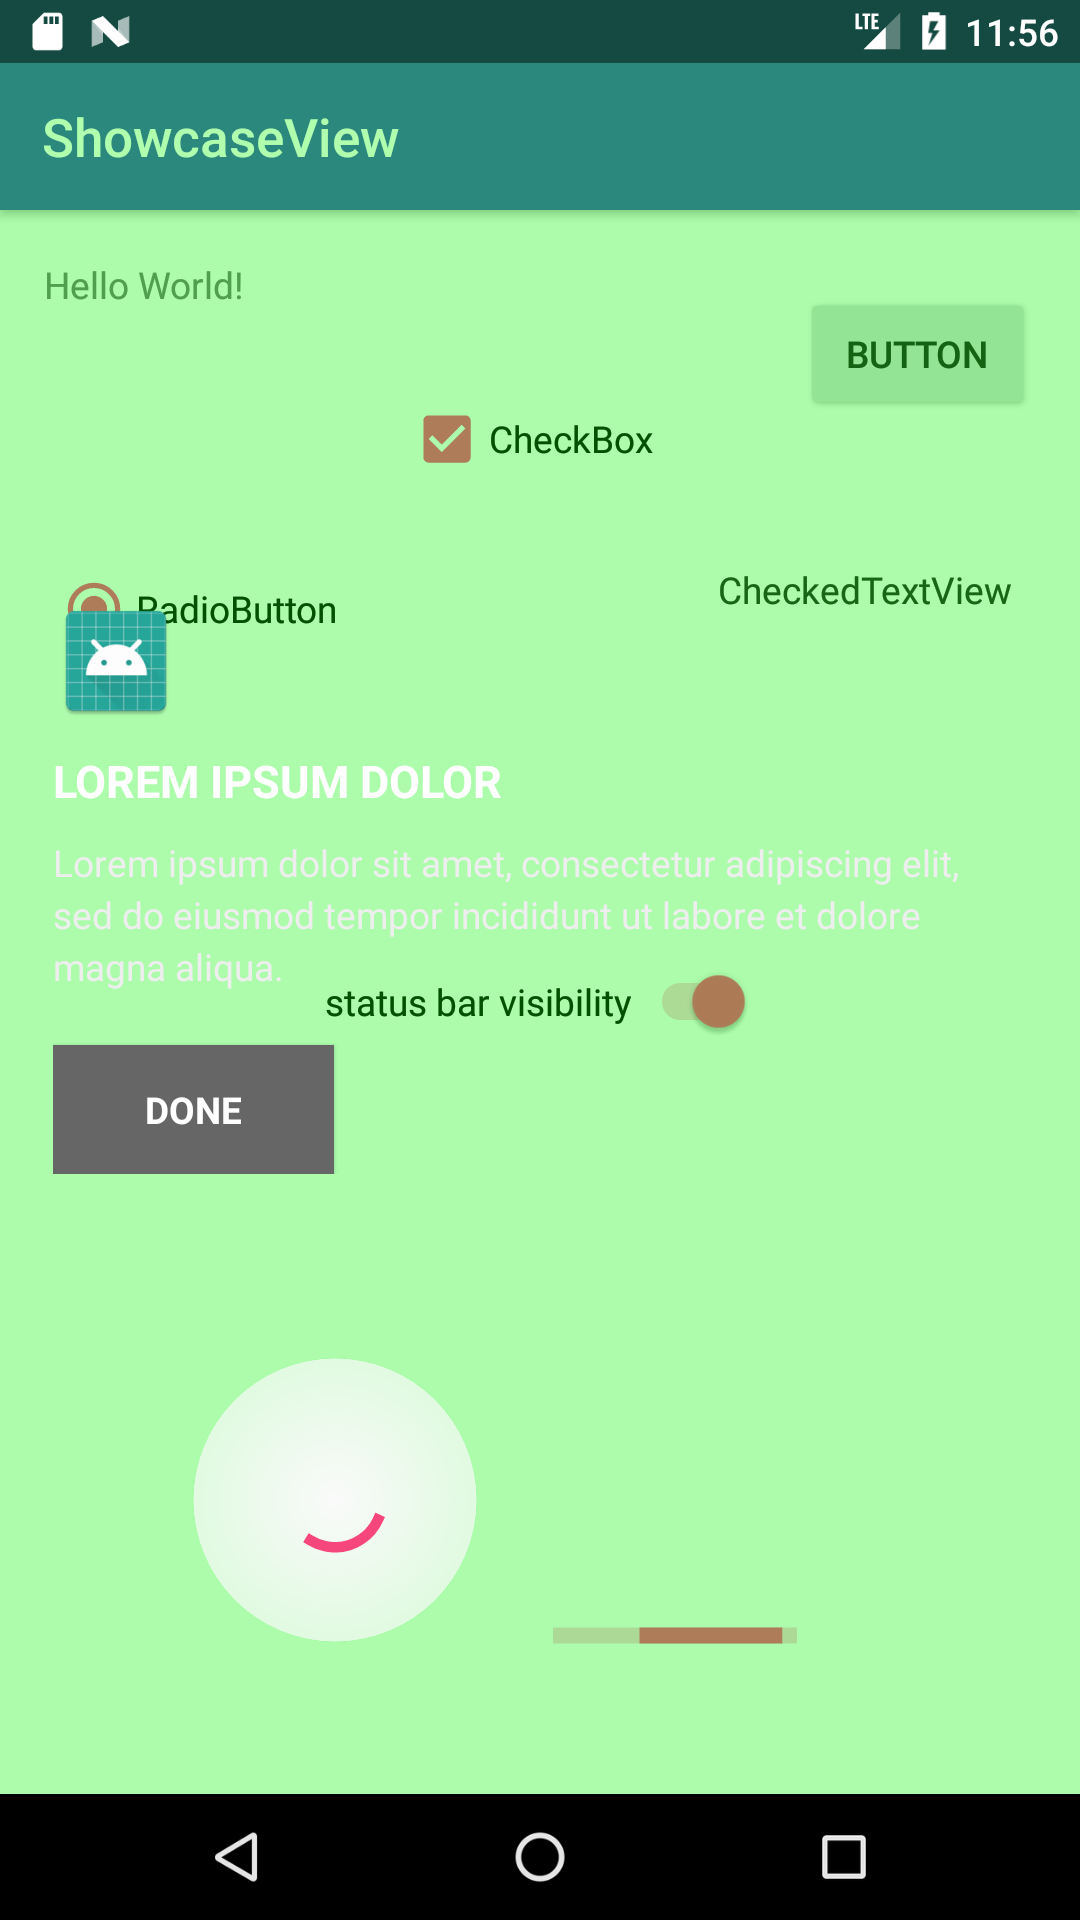 LTE 11:56
ShowcaseView
Hello World!
BUTTON
CheckBox
CheckedTextView
RadioButton
LOREM IPSUM DOLOR
Lorem ipsum dolor sit amet, consectetur adipiscing elit,
sed do eiusmod tempor incididunt ut labore et dolore
magna aliqua.
status bar visibility
DONE